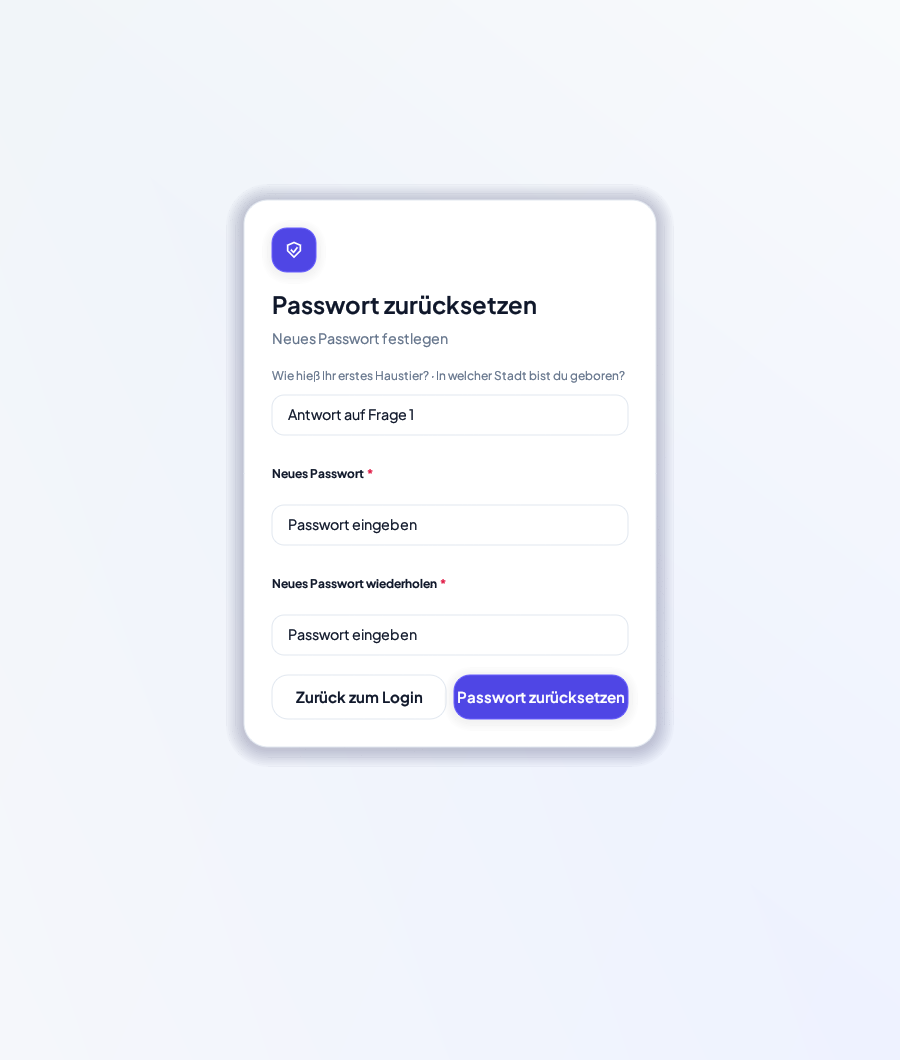 Passwort zurücksetzen
Neues Passwort festlegen
Wie hieß Ihr erstes Haustier? · In welcher Stadt bist du geboren?
Antwort auf Frage 1
Neues Passwort *
Passwort eingeben
Neues Passwort wiederholen *
Passwort eingeben
Zurück zum Login
Passwort zurücksetzen